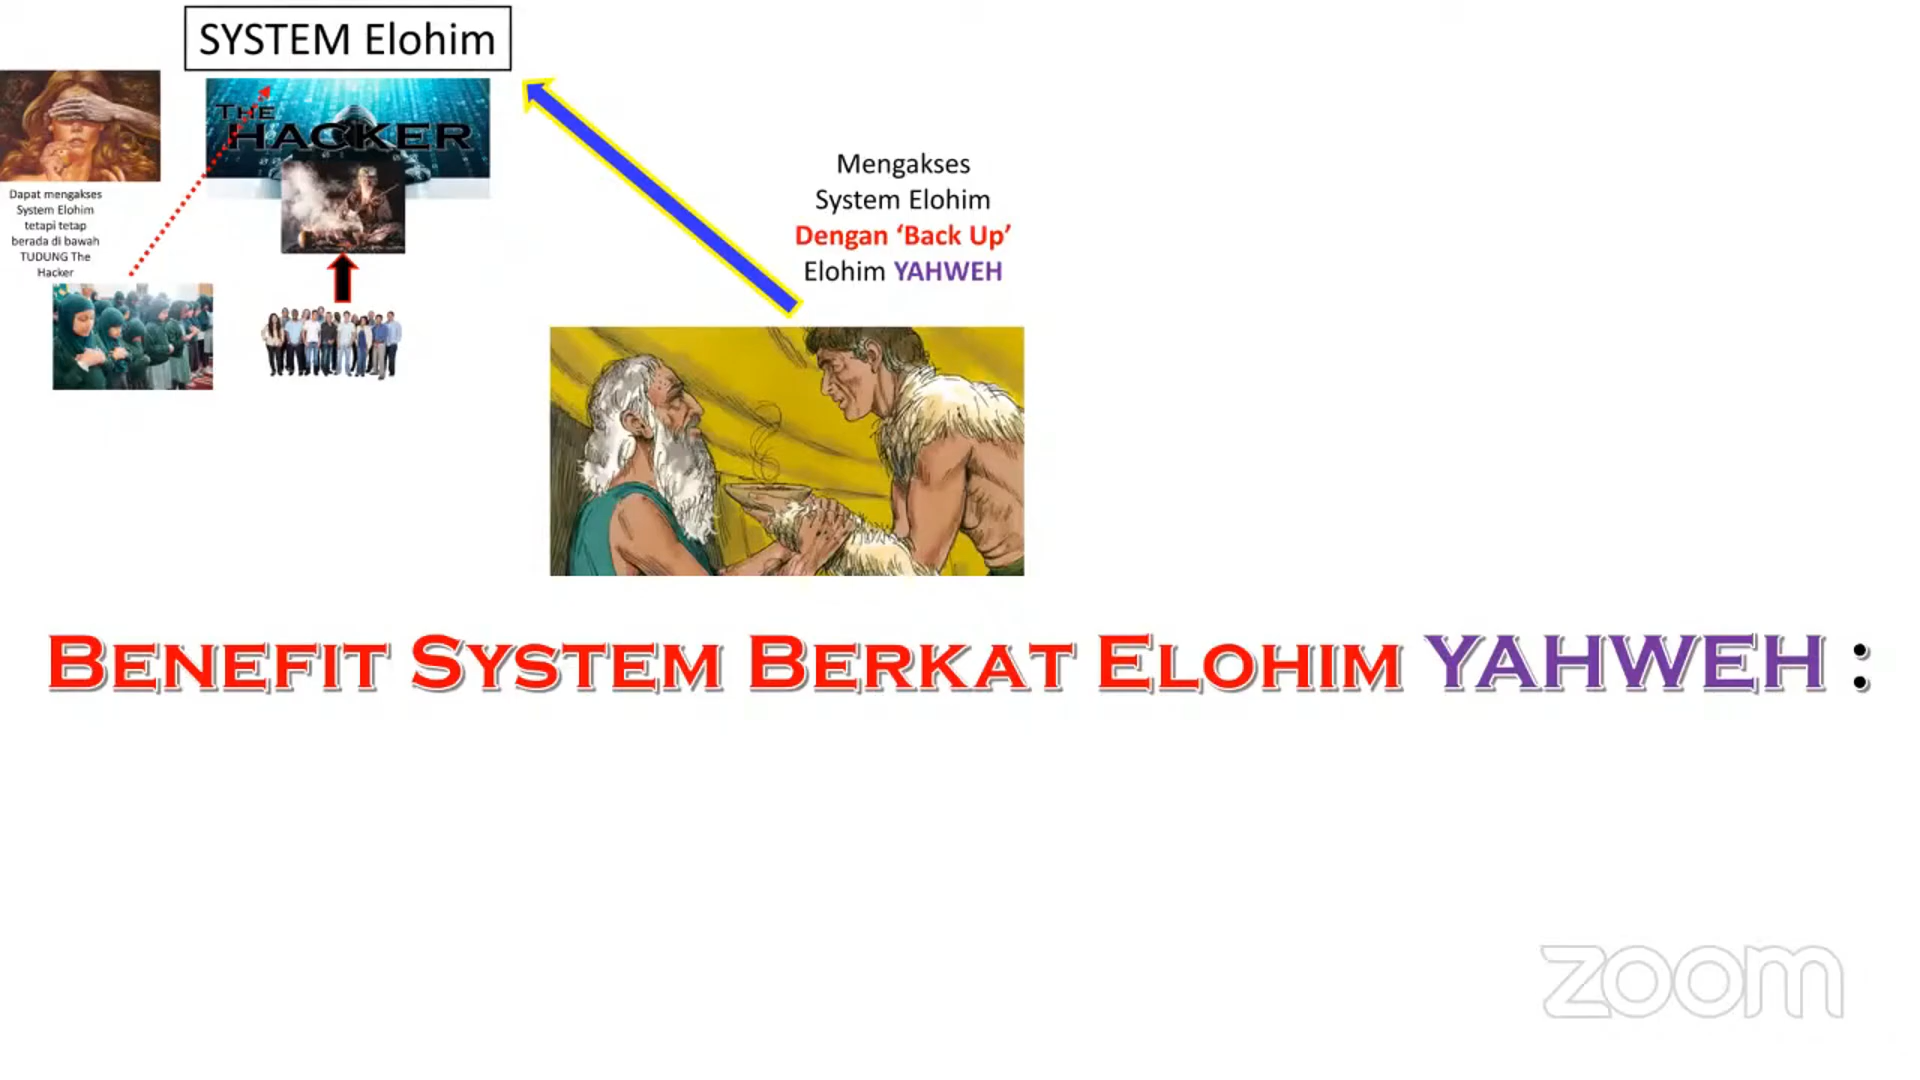 SYSTEM Elohim
THE
HACKER
Dapat mengakses
System Elohim
tetapi tetap
berada di bawah
TUDUNG The
Hacker
Mengakses
System Elohim
Dengan ‘Back Up’
Elohim YAHWEH
BENEFIT SYSTEM BERKAT ELOHIM YAHWEH :
zoom